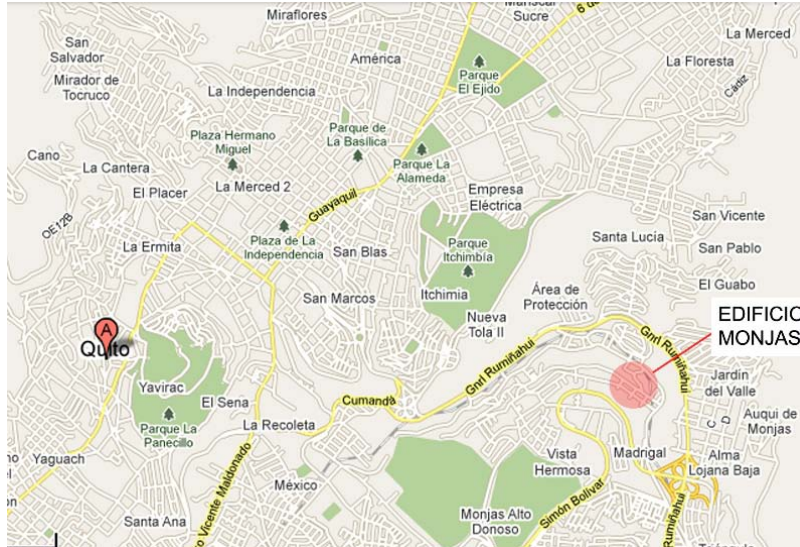 Miraflores
Mariscal
Sucre
6 de
La Merced
San
Salvador
América
Parque
El Ejido
La Floresta
Mirador de
Tocruco
La Independencia
Cádiz
Plaza Hermano
Miguel
Parque de
La Basílica
Parque La
Alameda
Cano
La Cantera
El Placer
La Merced 2
Guayaquil
Empresa
Eléctrica
OE12B
La Ermita
Plaza de La
Independencia
San Blas
Parque
Itchimbía
Santa Lucía
San Vicente
San Pablo
San Marcos
Itchimia
Área de
Protección
El Guabo
Nueva
Tola II
EDIFICIO
MONJAS
A
Quito
Gnrl Rumiñahui
Gnrl Rumiñahui
Jardín
del Valle
Yavirac
El Sena
Cumandá
C
D
Auqui de
Monjas
Parque La
Panecillo
La Recoleta
Yaguach
Vista
Hermosa
Madrigal
Alma
Lojana Baja
México
o Vicente Maldonado
Simón Bolívar
Santa Ana
Monjas Alto
Donoso
Rumiñahui